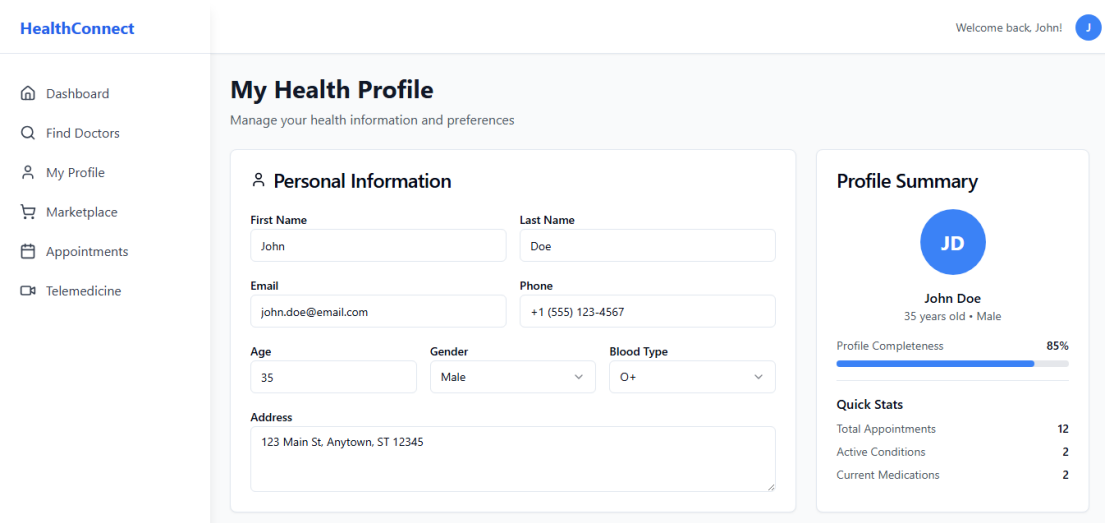 HealthConnect
Welcome back, John!
J
Dashboard
Find Doctors
My Profile
Marketplace
Appointments
Telemedicine
My Health Profile
Manage your health information and preferences
Personal Information
First Name
John
Last Name
Doe
Email
john.doe@email.com
Phone
+1 (555) 123-4567
Age
35
Gender
Male
Blood Type
O+
Address
123 Main St, Anytown, ST 12345
Profile Summary
JD
John Doe
35 years old • Male
Profile Completeness 85%
Quick Stats
Total Appointments 12
Active Conditions 2
Current Medications 2